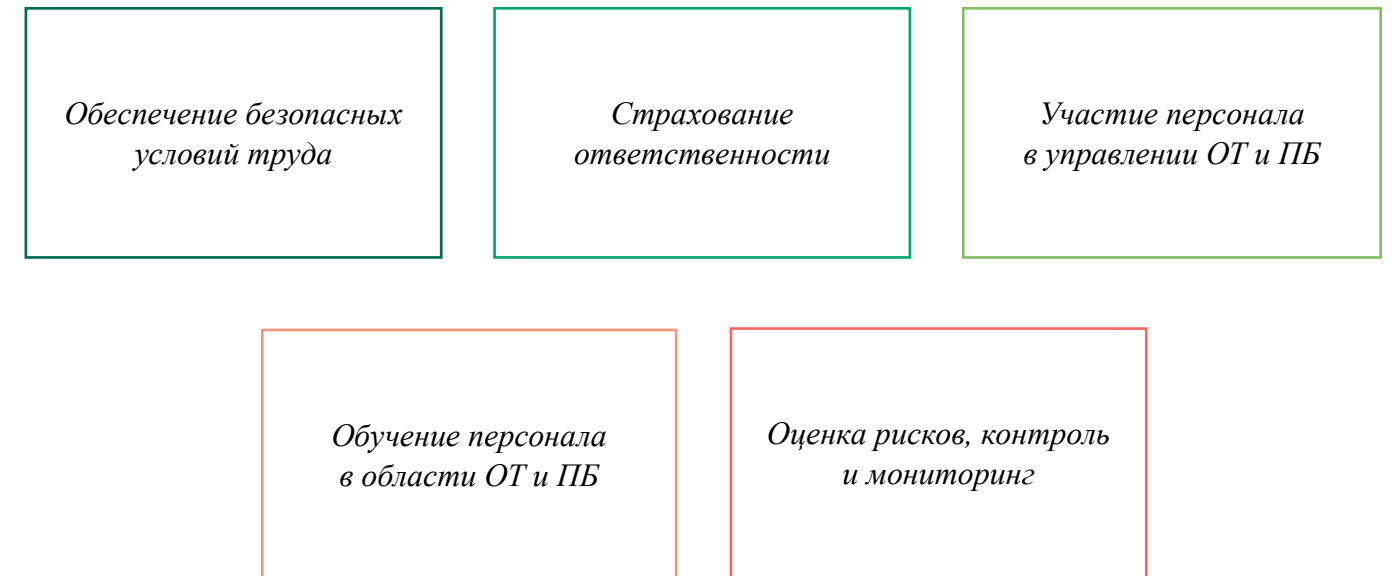 Обеспечение безопасных
условий труда
Страхование
ответственности
Участие персонала
в управлении ОТ и ПБ
Обучение персонала
в области ОТ и ПБ
Оценка рисков, контроль
и мониторинг